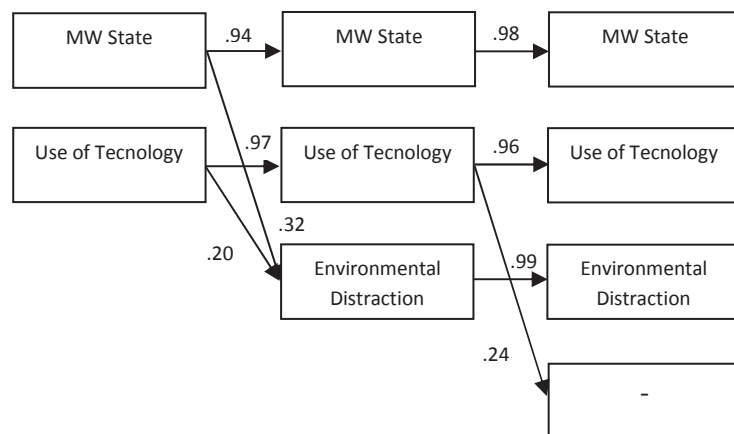 MW State
.94
MW State
.98
MW State
Use of Tecnology
.97
Use of Tecnology
.96
Use of Tecnology
.20
.32
Environmental
Distraction
.99
Environmental
Distraction
.24
-